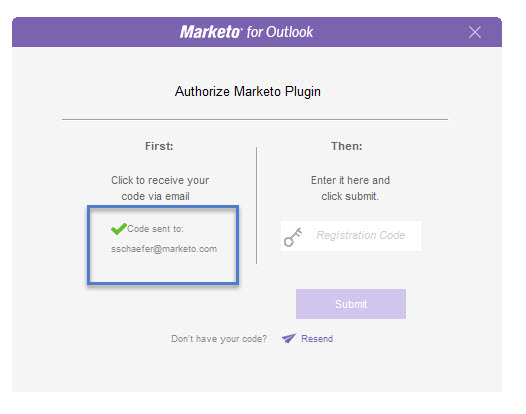 Marketo for Outlook
Authorize Marketo Plugin
First:
Click to receive your
code via email
Code sent to:
sschaefer@marketo.com
Then:
Enter it here and
click submit.
Registration Code
Submit
Don't have your code? Resend